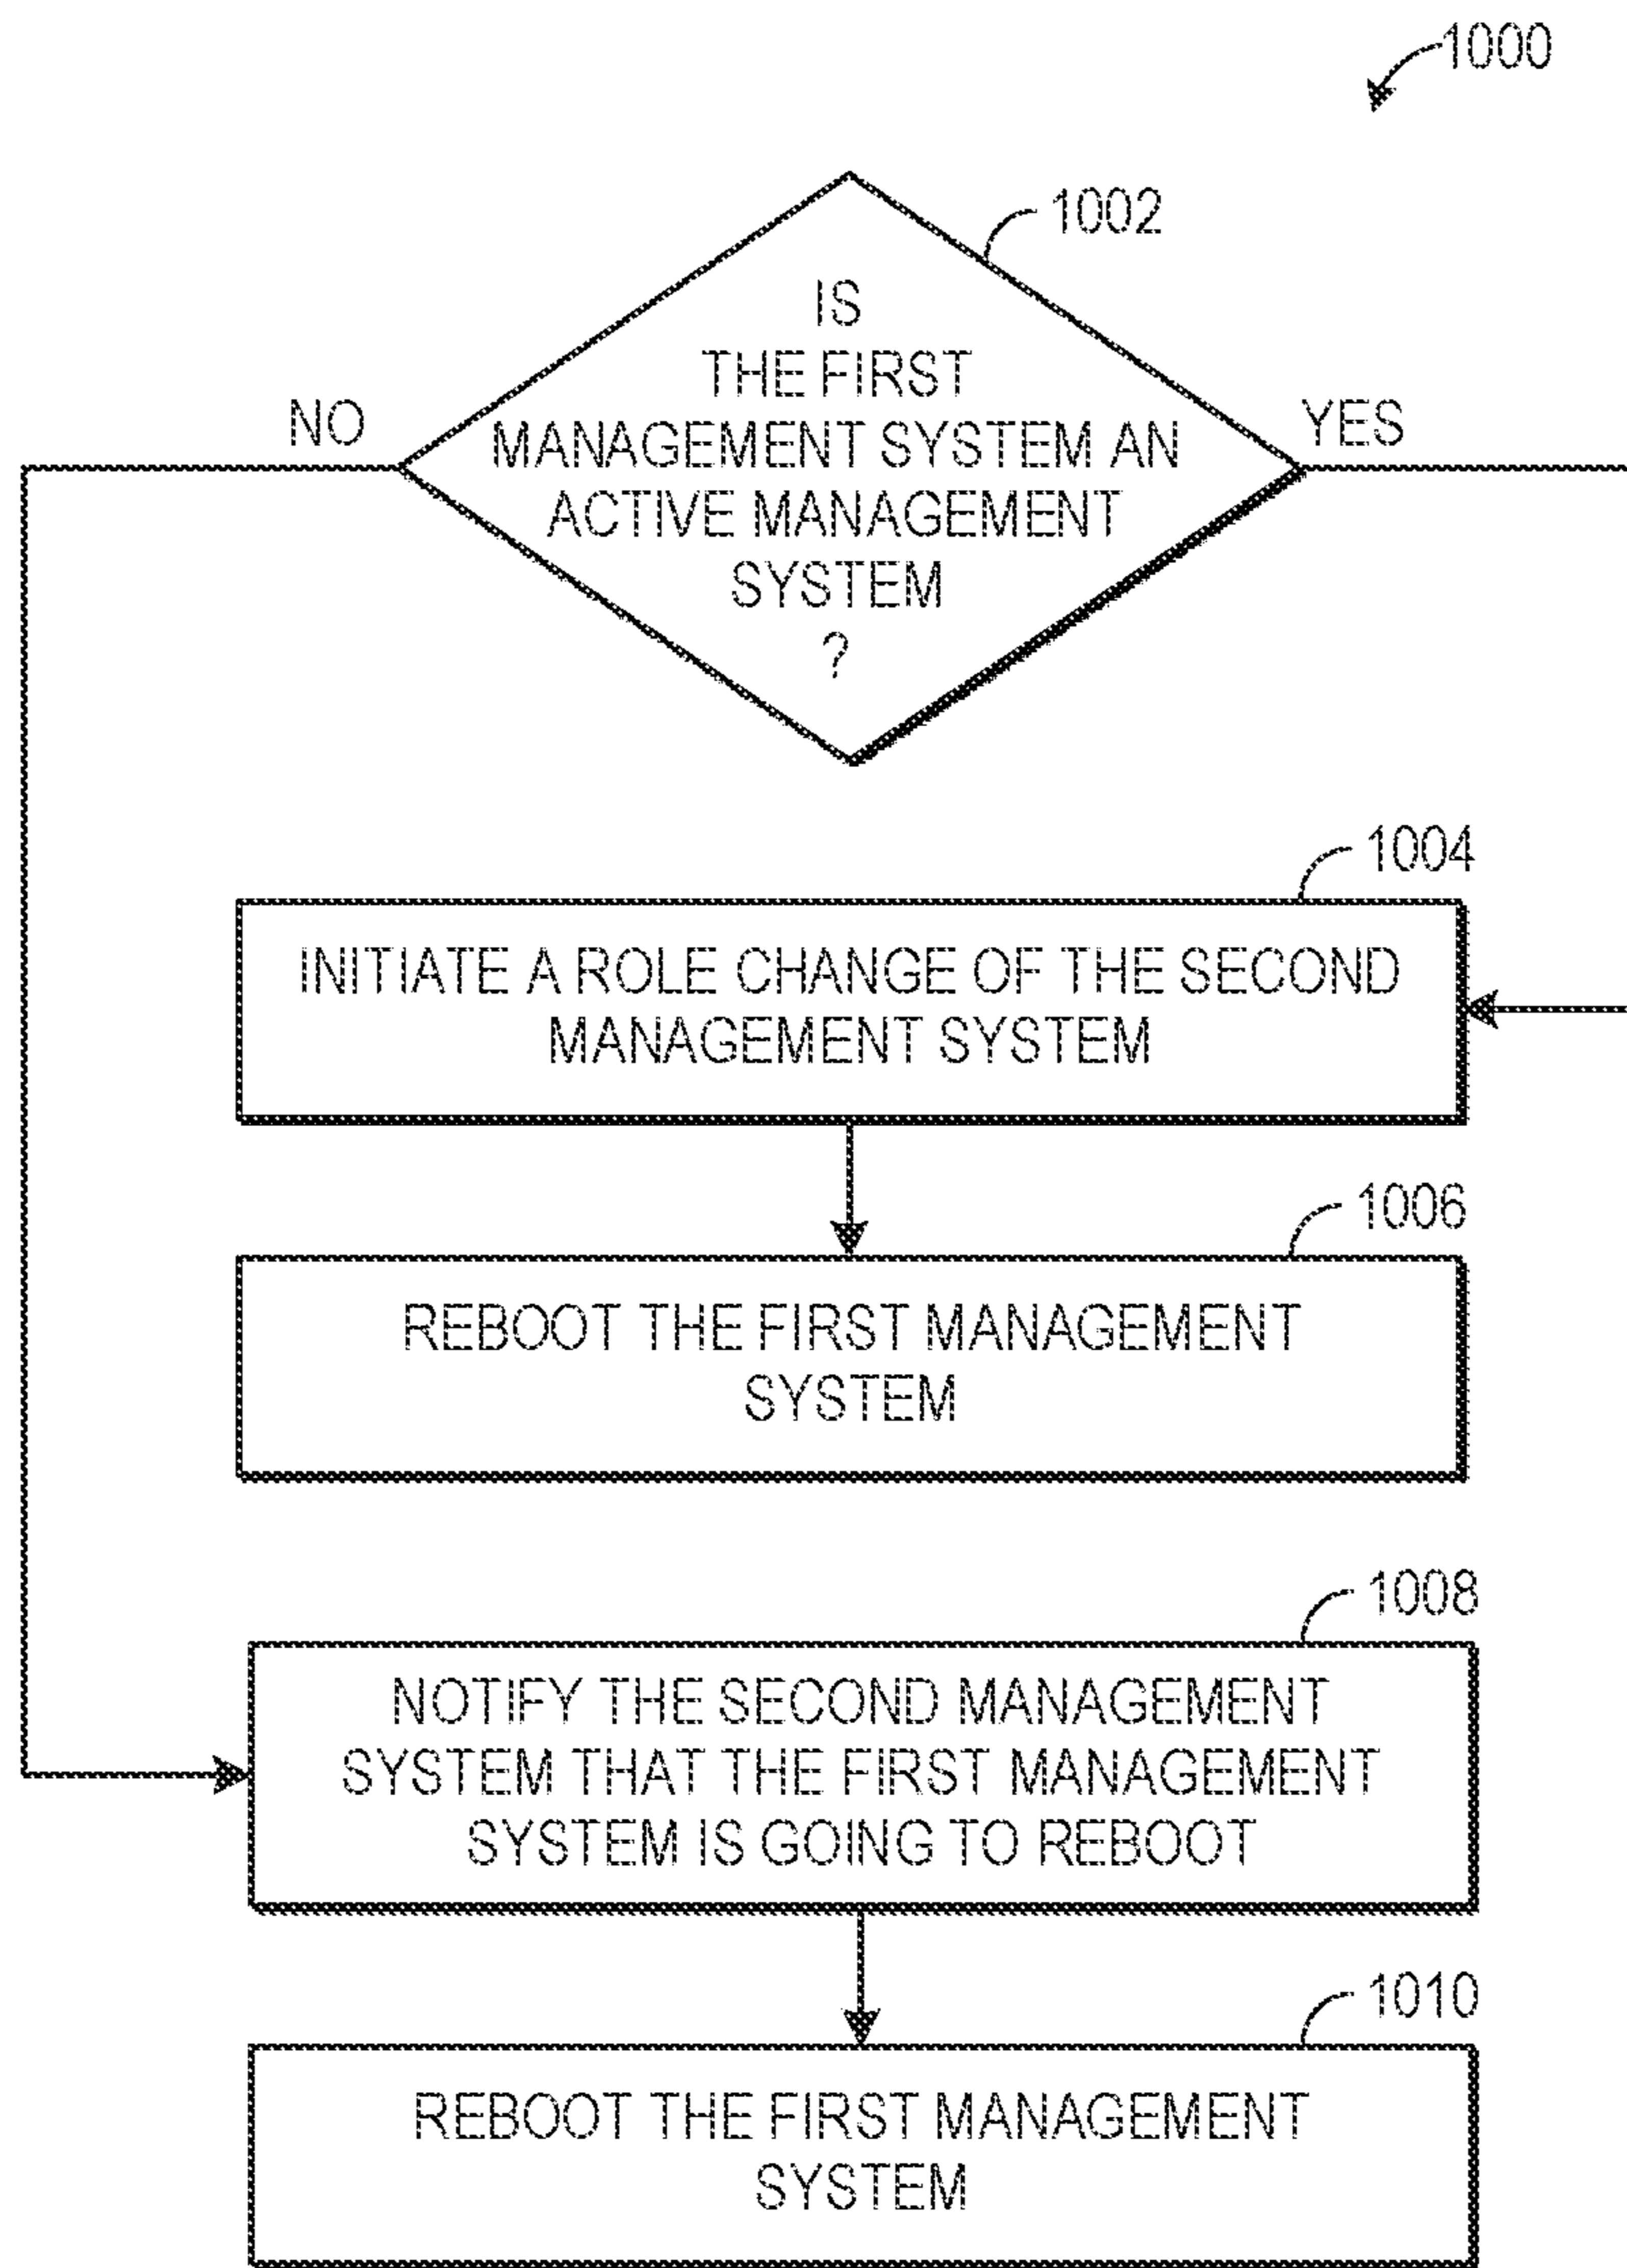 1000
1002
IS
THE FIRST
MANAGEMENT SYSTEM AN
ACTIVE MANAGEMENT
SYSTEM
?
NO
YES
1004
INITIATE A ROLE CHANGE OF THE SECOND
MANAGEMENT SYSTEM
1006
REBOOT THE FIRST MANAGEMENT
SYSTEM
1008
NOTIFY THE SECOND MANAGEMENT
SYSTEM THAT THE FIRST MANAGEMENT
SYSTEM IS GOING TO REBOOT
1010
REBOOT THE FIRST MANAGEMENT
SYSTEM